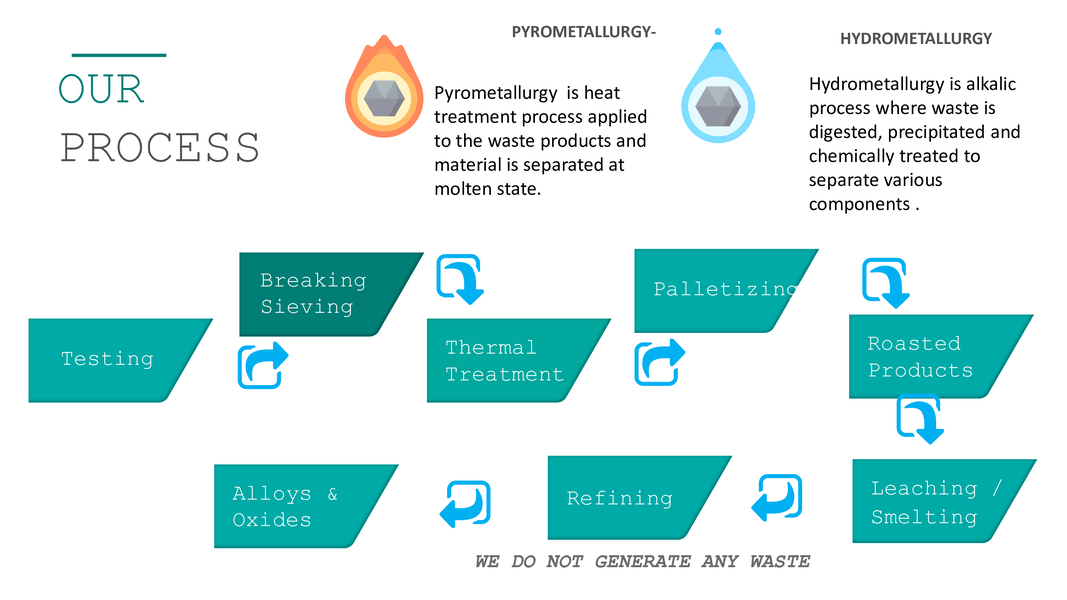 OUR
PROCESS
PYROMETALLURGY-
Pyrometallurgy is heat
treatment process applied
to the waste products and
material is separated at
molten state.
HYDROMETALLURGY
Hydrometallurgy is alkalic
process where waste is
digested, precipitated and
chemically treated to
separate various
components .
Testing
Breaking
Sieving
Thermal
Treatment
Palletizing
Roasted
Products
Leaching /
Smelting
Refining
Alloys &
Oxides
WE DO NOT GENERATE ANY WASTE